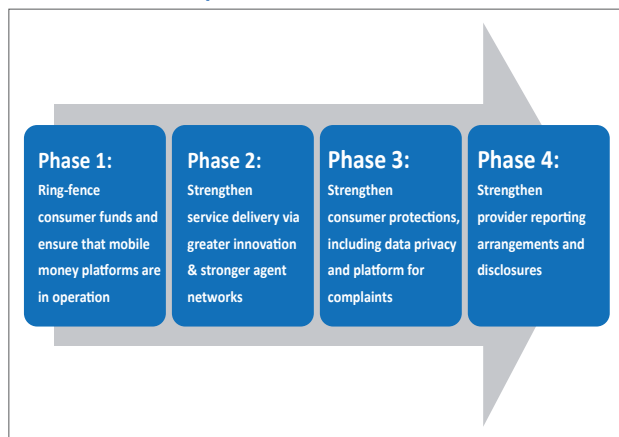 Phase 1:
Ring-fence
consumer funds and
ensure that mobile
money platforms are
in operation
Phase 2:
Strengthen
service delivery via
greater innovation
& stronger agent
networks
Phase 3:
Strengthen
consumer protections,
including data privacy
and platform for
complaints
Phase 4:
Strengthen
provider reporting
arrangements and
disclosures